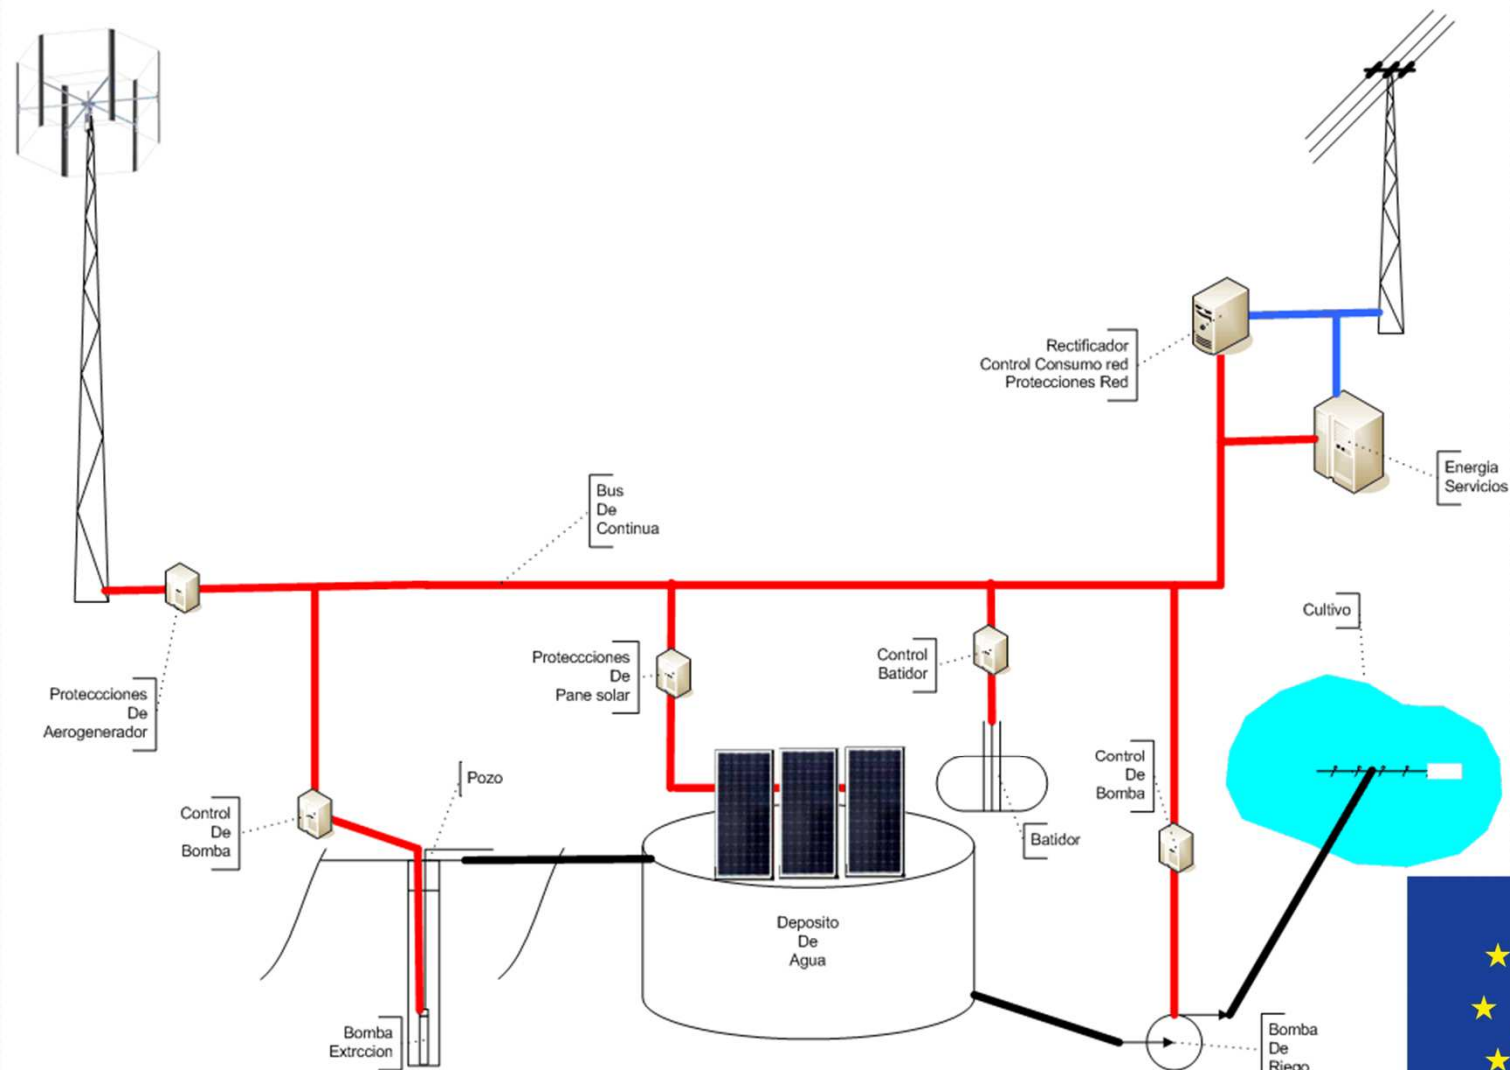 Rectificador
Control Consumo red
Protecciones Red
Energia
Servicios
Bus
De
Continua
Cultivo
Proteccciones
De
Pane solar
Control
Batidor
Proteccciones
De
Aerogenerador
Control
De
Bomba
Pozo
Control
De
Bomba
Batidor
Deposito
De
Agua
Bomba
Extrccion
Bomba
De
Riego